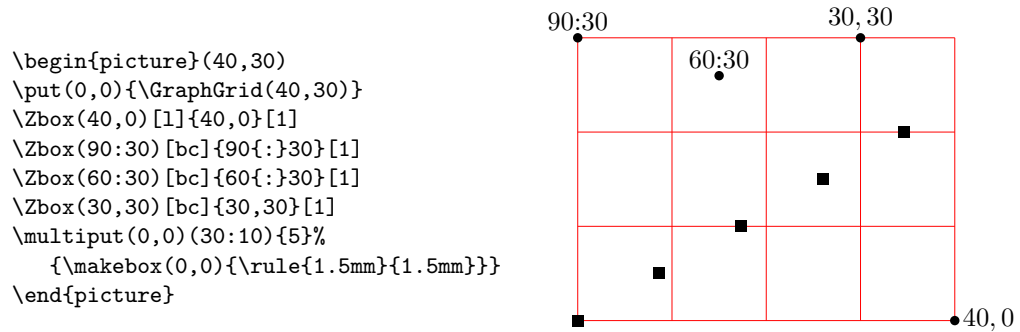 \begin{picture}(40,30)
\put(0,0){\GraphGrid(40,30)}
\Zbox(40,0)[l]{40,0}[1]
\Zbox(90:30)[bc]{90{:}30}[1]
\Zbox(60:30)[bc]{60{:}30}[1]
\Zbox(30,30)[bc]{30,30}[1]
\multiput(0,0)(30:10){5}%
{\makebox(0,0){\rule{1.5mm}{1.5mm}}}
\end{picture}
90:30
30, 30
60:30
40, 0